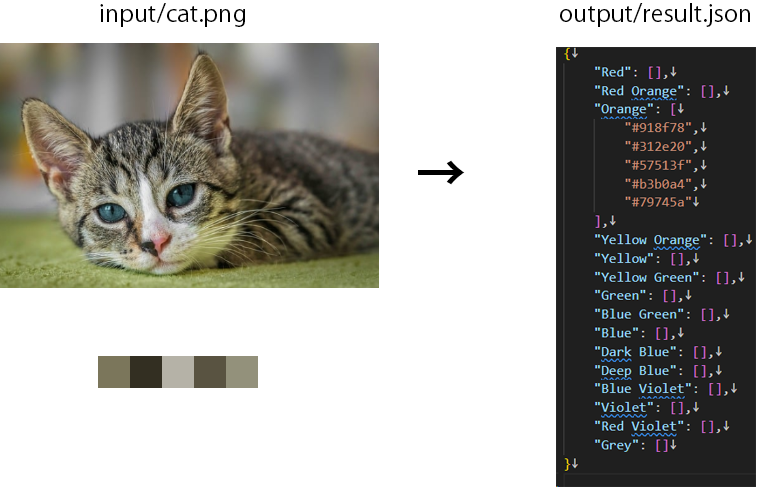 input/cat.png
output/result.json
{↓
"Red": [],↓
"Red Orange": [],↓
"Orange": [↓
"#918f78",↓
"#312e20",↓
"#57513f",↓
"#b3b0a4",↓
"#79745a"↓
],↓
"Yellow Orange": [],↓
"Yellow": [],↓
"Yellow Green": [],↓
"Green": [],↓
"Blue Green": [],↓
"Blue": [],↓
"Dark Blue": [],↓
"Deep Blue": [],↓
"Blue Violet": [],↓
"Violet": [],↓
"Red Violet": [],↓
"Grey": []↓
}↓